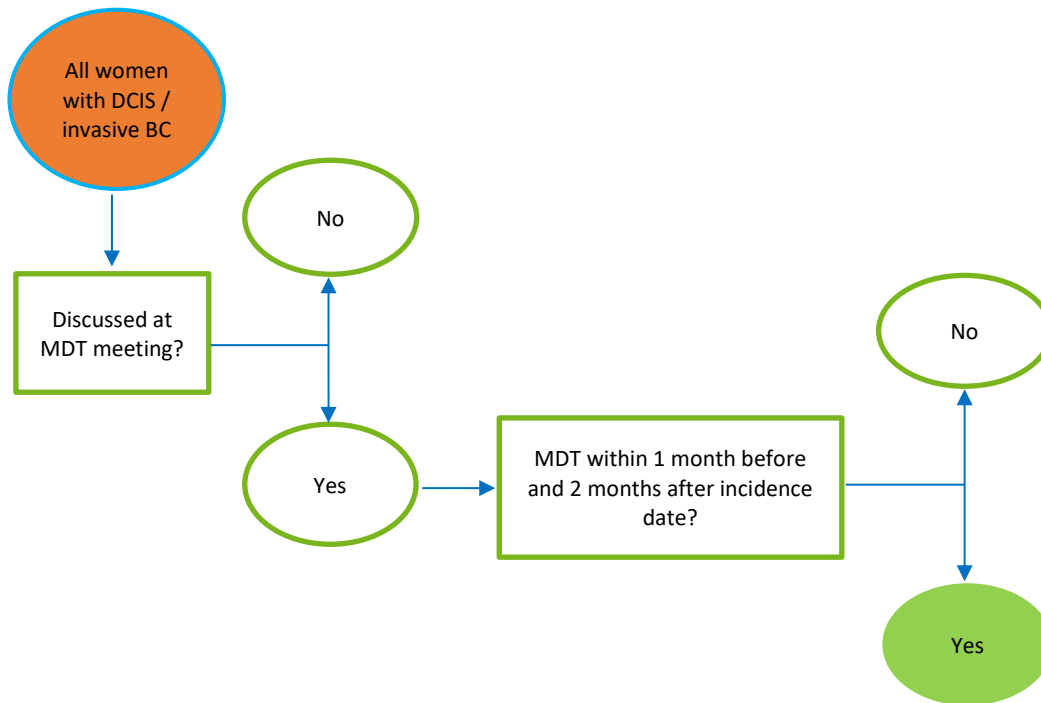 All women
with DCIS /
invasive BC
No
Discussed at
MDT meeting?
No
Yes
MDT within 1 month before
and 2 months after incidence
date?
Yes